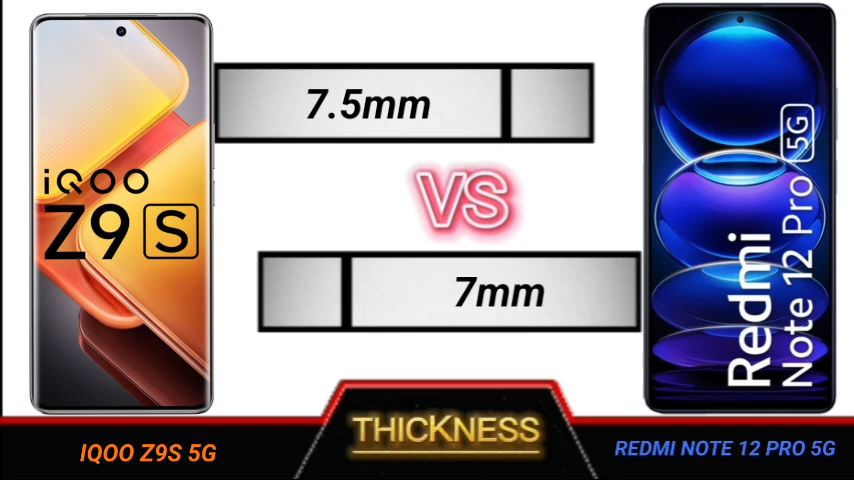 iQOO
Z9 S
7.5mm
VS
7mm
Redmi
Note 12 Pro 5G
THICKNESS
IQOO Z9S 5G
REDMI NOTE 12 PRO 5G